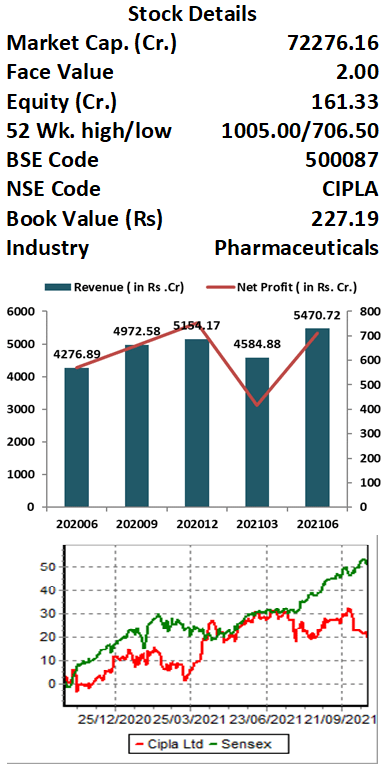 Stock Details
Market Cap. (Cr.) 72276.16
Face Value 2.00
Equity (Cr.) 161.33
52 Wk. high/low 1005.00/706.50
BSE Code 500087
NSE Code CIPLA
Book Value (Rs) 227.19
Industry Pharmaceuticals
Revenue ( in Rs .Cr) Net Profit ( in Rs. Cr.)
6000 800
5000 700
4000 600
3000 500
2000 400
1000 300
0 200
100
0
4276.89 4972.58 5154.17 4584.88 5470.72
202006 202009 202012 202103 202106
50
40
30
20
10
0
25/12/2020 25/03/2021 23/06/2021 21/09/2021
Cipla Ltd Sensex